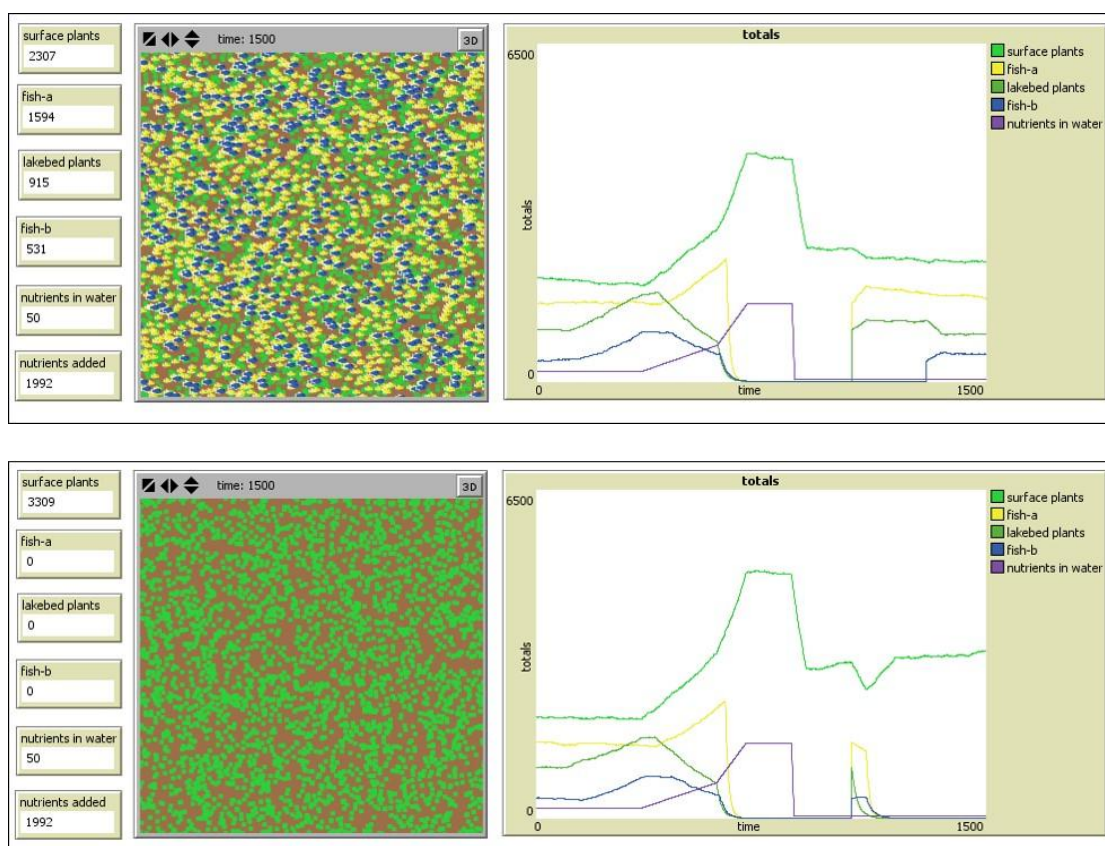 surface plants
2307
fish-a
1594
lakebed plants
915
fish-b
531
nutrients in water
50
nutrients added
1992
time: 1500
3D
totals
6500
totals
0
0
time
1500
surface plants
fish-a
lakebed plants
fish-b
nutrients in water
surface plants
3309
fish-a
0
lakebed plants
0
fish-b
0
nutrients in water
50
nutrients added
1992
time: 1500
3D
totals
6500
totals
0
0
time
1500
surface plants
fish-a
lakebed plants
fish-b
nutrients in water